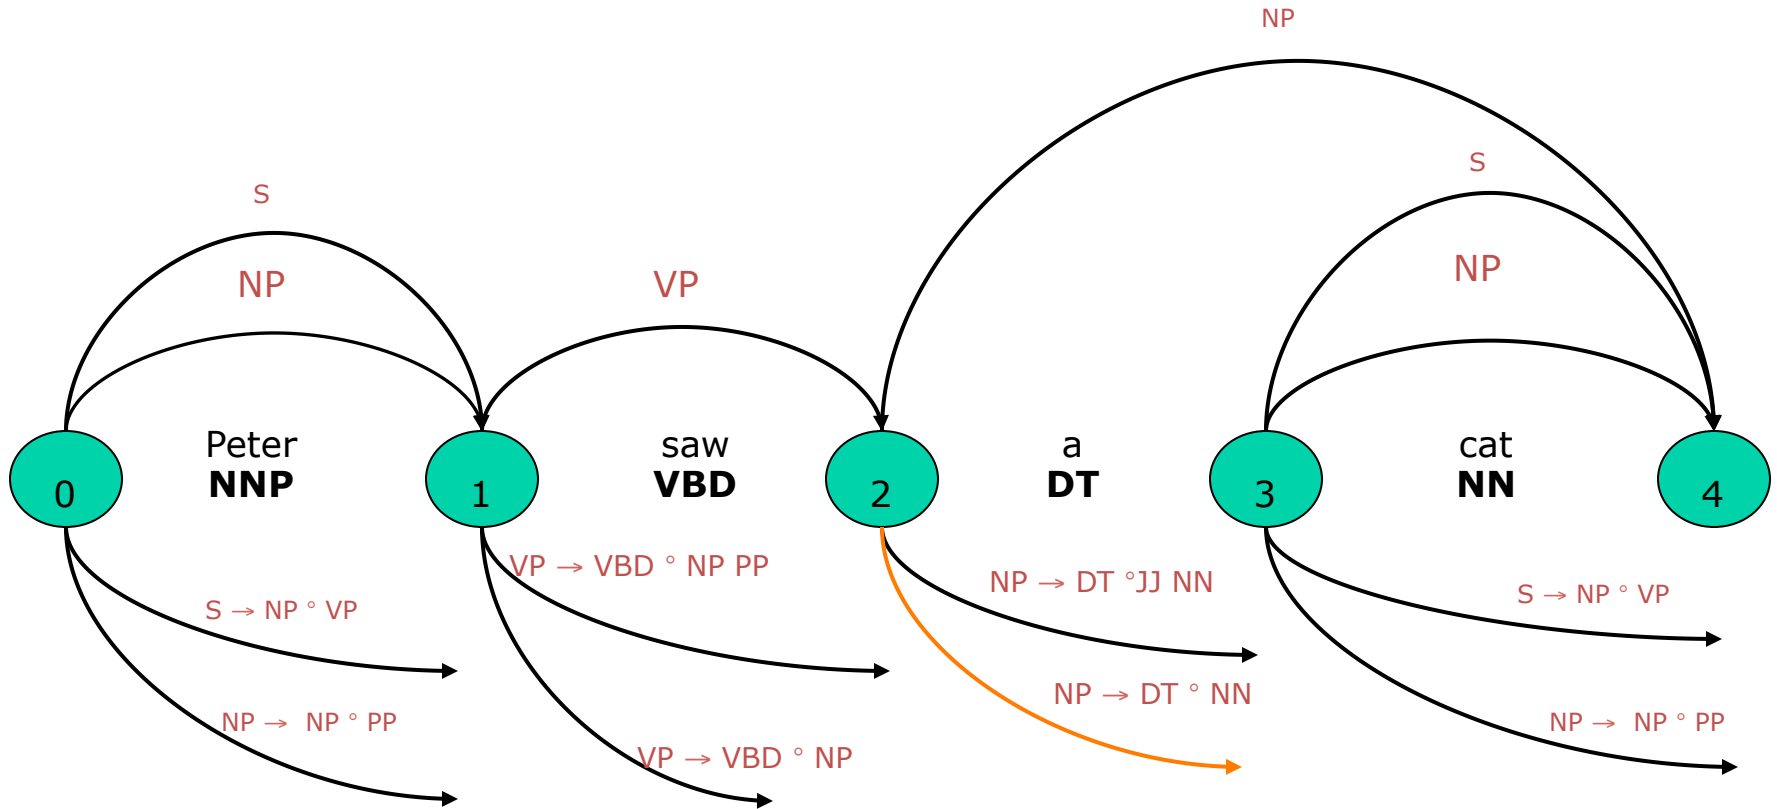 NP
S
S
NP
NP
VP
Peter
NNP
saw
VBD
a
DT
cat
NN
0
1
2
3
4
VP → VBD ° NP PP
NP → DT °JJ NN
S → NP ° VP
S → NP ° VP
NP → DT ° NN
NP → NP ° PP
NP → NP ° PP
VP → VBD ° NP